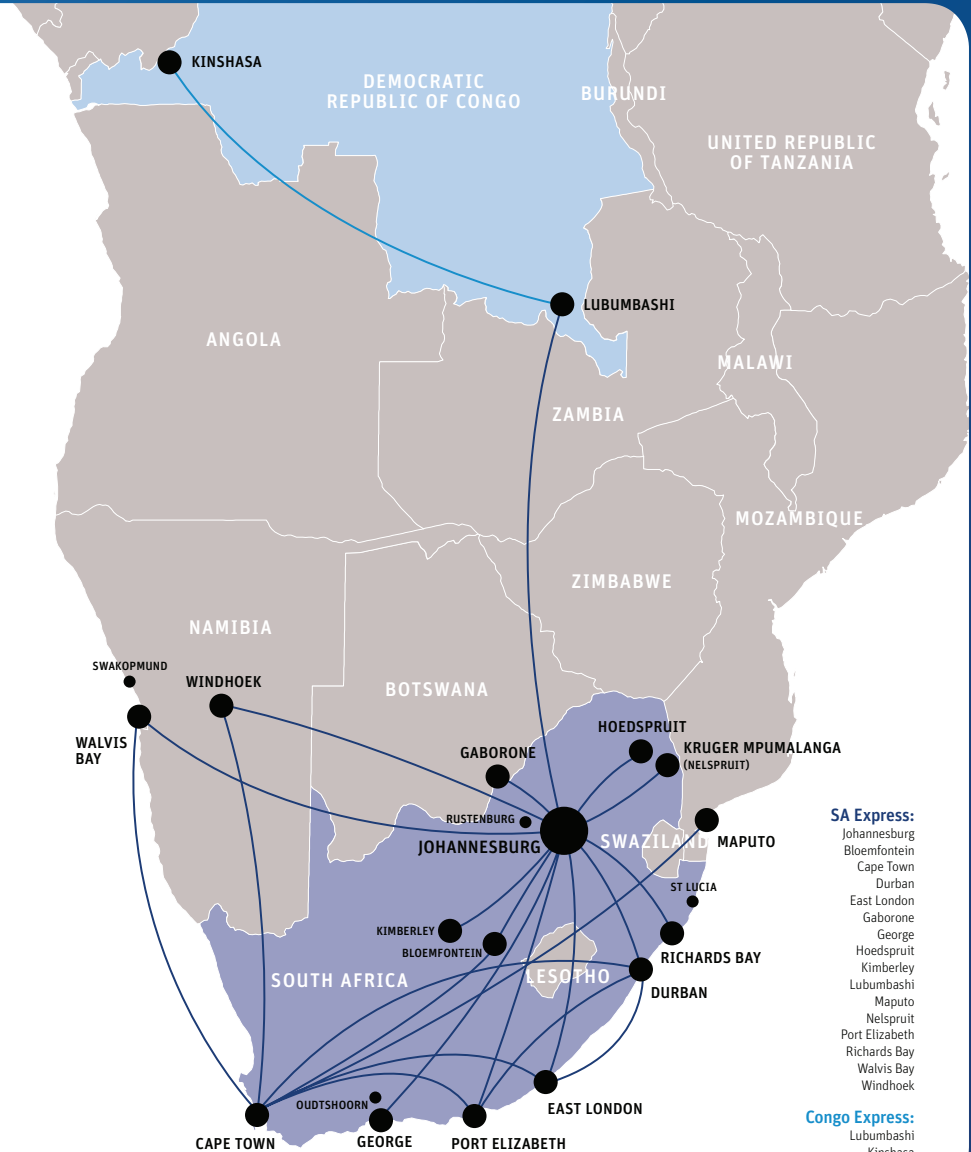 KINSHASA
DEMOCRATIC
REPUBLIC OF CONGO
BURUNDI
UNITED REPUBLIC
OF TANZANIA
LUBUMBASHI
ANGOLA
MALAWI
ZAMBIA
MOZAMBIQUE
ZIMBABWE
NAMIBIA
SWAKOPMUND
WINDHOEK
BOTSWANA
WALVIS
BAY
HOEDSPRUIT
GABORONE
KRUGER MPUMALANGA
(NELSPRUIT)
RUSTENBURG
JOHANNESBURG
SWAZILAND
MAPUTO
ST LUCIA
KIMBERLEY
BLOEMFONTEIN
RICHARDS BAY
SOUTH AFRICA
LESOTHO
DURBAN
OUDTSHOORN
EAST LONDON
CAPE TOWN
GEORGE
PORT ELIZABETH
SA Express:
Johannesburg
Bloemfontein
Cape Town
Durban
East London
Gaborone
George
Hoedspruit
Kimberley
Lubumbashi
Maputo
Nelspruit
Port Elizabeth
Richards Bay
Walvis Bay
Windhoek
Congo Express:
Lubumbashi
Kinshasa